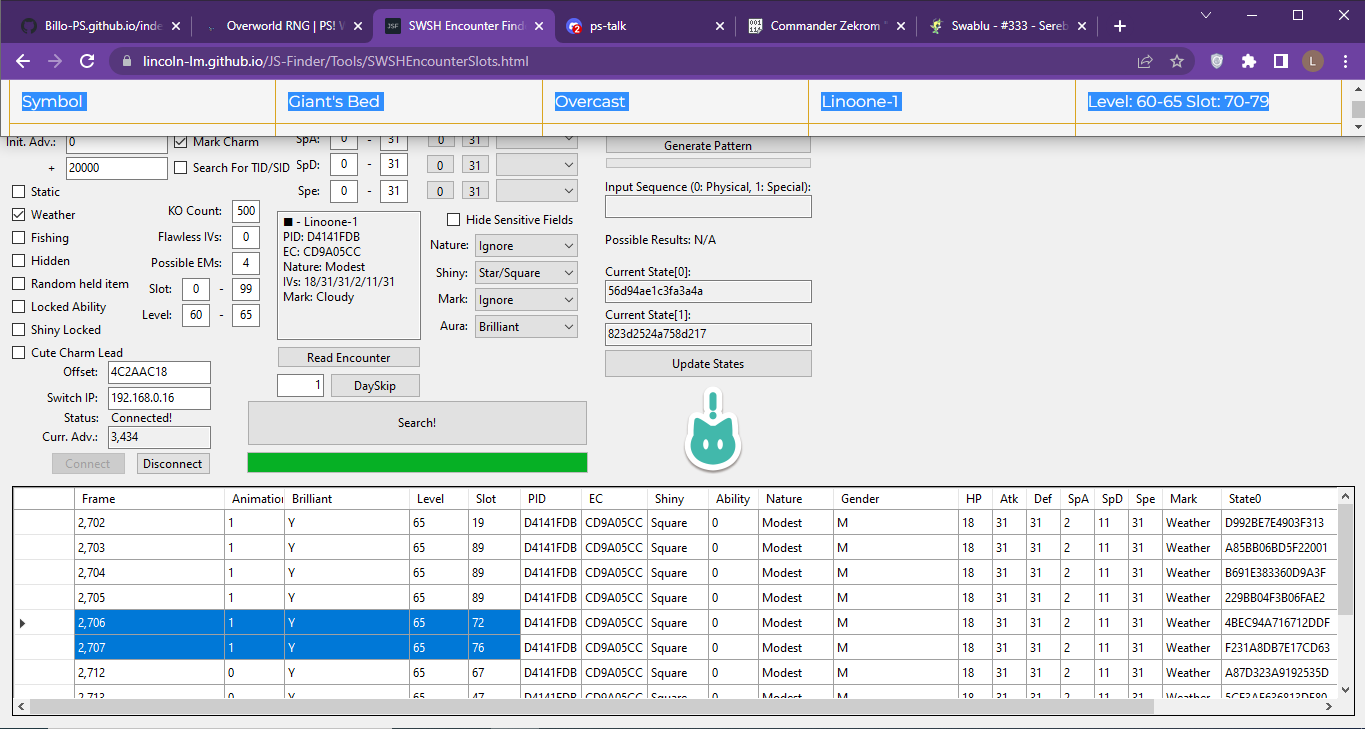 Billo-PS.github.io/inde
Overworld RNG | PS! W
SWSH Encounter Find
ps-talk
Commander Zekrom "
Swablu - #333 - Sereb
lincoln-lm.github.io/JS-Finder/Tools/SWSHEncounterSlots.html
L
Symbol Giant's Bed Overcast Linoone-1 Level: 60-65 Slot: 70-79
Init. Adv.: 0
+ 20000
Mark Charm
Search For TID/SID
Static
Weather
Fishing
Hidden
Random held item
Locked Ability
Shiny Locked
Cute Charm Lead
KO Count: 500
Flawless IVs: 0
Possible EMs: 4
Slot: 0 - 99
Level: 60 - 65
Offset: 4C2AAC18
Switch IP: 192.168.0.16
Status: Connected!
Curr. Adv.: 3,434
Connect
Disconnect
SpA: 0 - 31 0 31
SpD: 0 - 31 0 31
Spe: 0 - 31 0 31
■ - Linoone-1
PID: D4141FDB
EC: CD9A05CC
Nature: Modest
IVs: 18/31/31/2/11/31
Mark: Cloudy
Read Encounter
1 DaySkip
Search!
Hide Sensitive Fields
Nature: Ignore
Shiny: Star/Square
Mark: Ignore
Aura: Brilliant
Generate Pattern
Input Sequence (0: Physical, 1: Special):
Possible Results: N/A
Current State[0]:
56d94ae1c3fa3a4a
Current State[1]:
823d2524a758d217
Update States
Frame Animation Brilliant Level Slot PID EC Shiny Ability Nature Gender HP Atk Def SpA SpD Spe Mark State0
2,702 1 Y 65 19 D4141FDB CD9A05CC Square 0 Modest M 18 31 31 2 11 31 Weather D992BE7E4903F313
2,703 1 Y 65 89 D4141FDB CD9A05CC Square 0 Modest M 18 31 31 2 11 31 Weather A85BB06BD5F22001
2,704 1 Y 65 89 D4141FDB CD9A05CC Square 0 Modest M 18 31 31 2 11 31 Weather B691E383360D9A3F
2,705 1 Y 65 89 D4141FDB CD9A05CC Square 0 Modest M 18 31 31 2 11 31 Weather 229BB04F3B06FAE2
2,706 1 Y 65 72 D4141FDB CD9A05CC Square 0 Modest M 18 31 31 2 11 31 Weather 4BEC94A716712DDF
2,707 1 Y 65 76 D4141FDB CD9A05CC Square 0 Modest M 18 31 31 2 11 31 Weather F231A8DB7E17CD63
2,712 0 Y 65 67 D4141FDB CD9A05CC Square 0 Modest M 18 31 31 2 11 31 Weather A87D323A9192535D
2,713 0 Y 65 47 D4141FDB CD9A05CC Square 0 Modest M 18 31 31 2 11 31 Weather